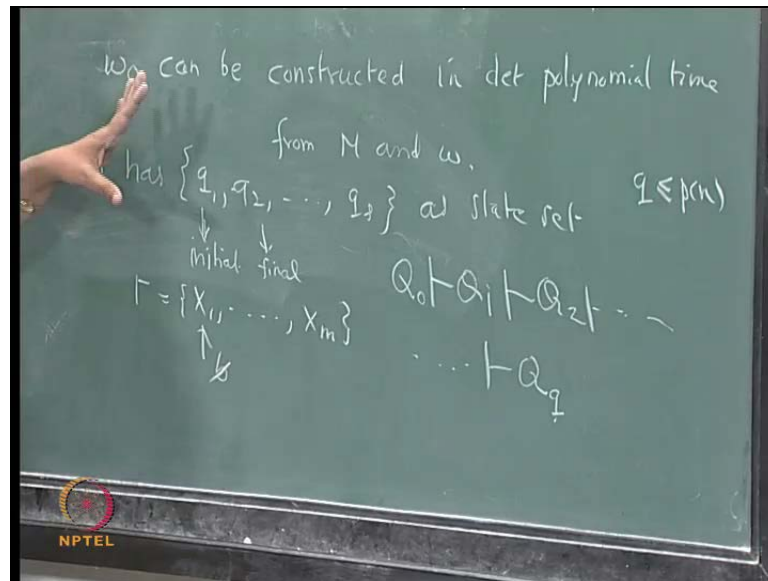 w₀ can be constructed in det polynomial time
from M and w.
has {q₁, q₂, ..., qₛ} as state set q ≤ p(n)
initial final
Γ = {X₁, ...., Xₘ} Q₀ ⊢ Q₁ ⊢ Q₂ ⊢ ...
b̸
.... ⊢ Q_q
NPTEL